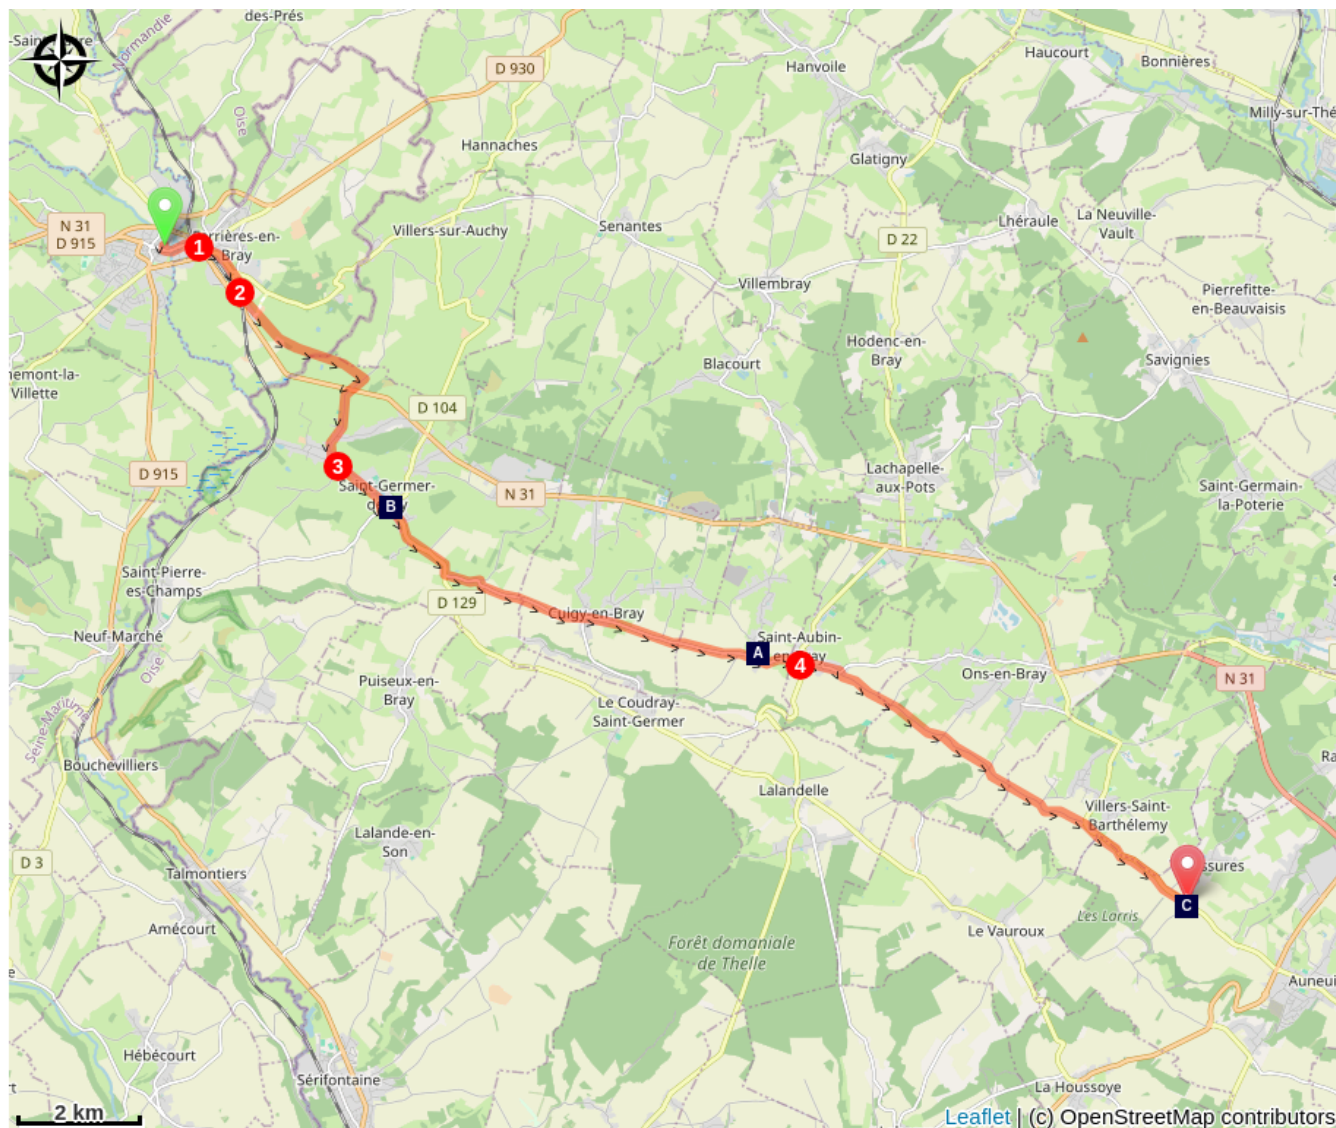 des-Prés
Normandie
Haucourt
Bonnières
Hanvoile
D 930
Oise
Milly-sur-Thé
Hannaches
Glatigny
La Neuville-
Vault
Lhéraule
N 31
D 915
1
Bray
Villers-sur-Auchy
Senantes
D 22
2
Villembray
Pierrefitte-
en-Beauvaisis
Hodenc-en-
Bray
Savignies
Blacourt
nemont-la-
Villette
D 104
D 915
3
Lachapelle-
aux-Pots
Saint-Germer-
B
N 31
Saint-Germain-
la-Poterie
Saint-Pierre-
es-Champs
D 129
Cuigy-en-Bray
Neuf-Marché
Saint-Aubin-
A
4
Oise
Ons-en-Bray
N 31
Puiseux-en-
Bray
Le Coudray-
Saint-Germer
Seine-Maritime
Bouchevilliers
Lalandelle
Villers-Saint-
Barthélemy
Lalande-en-
Son
D 3
Talmontiers
ssures
C
Les Larris
Amécourt
Le Vauroux
Forêt domaniale
de Thelle
Auneui
Hébécourt
Sérifontaine
La Houssoye
2 km
Leaflet | (c) OpenStreetMap contributors